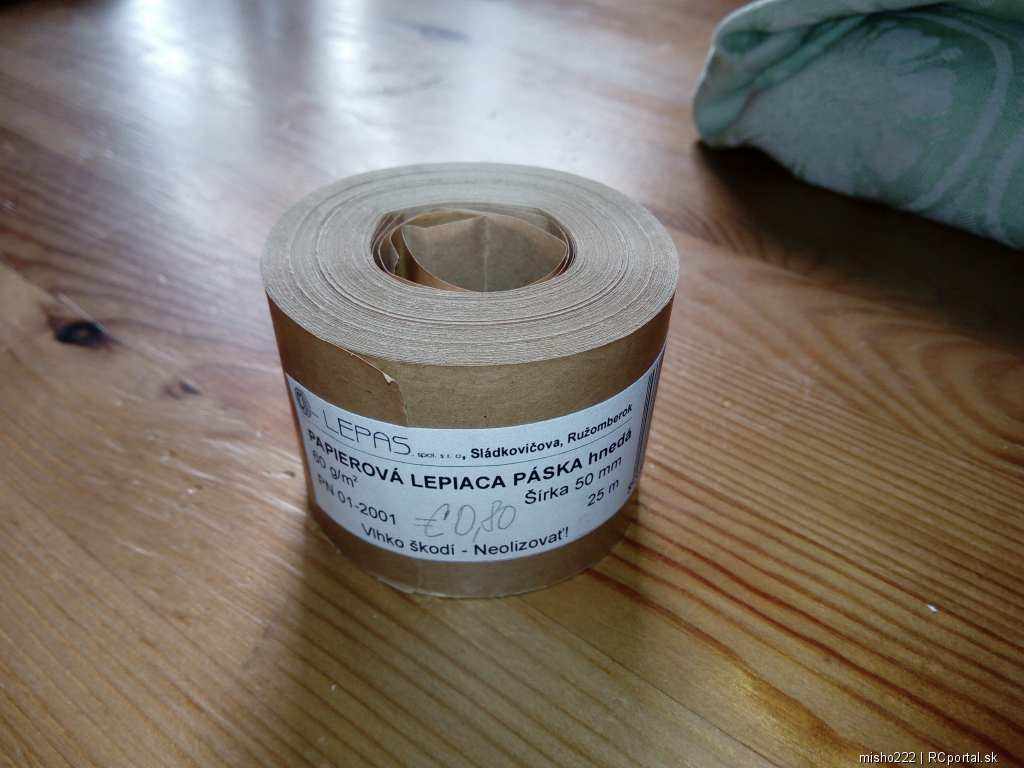 LEPAS spol. s r. o., Sládkovičova, Ružomberok
PAPIEROVÁ LEPIACA PÁSKA hnedá
60 g/m² Šírka 50 mm
PN 01-2001 €0,80 25 m
Vlhko škodí - Neolizovať!
misho222 | RCportal.sk